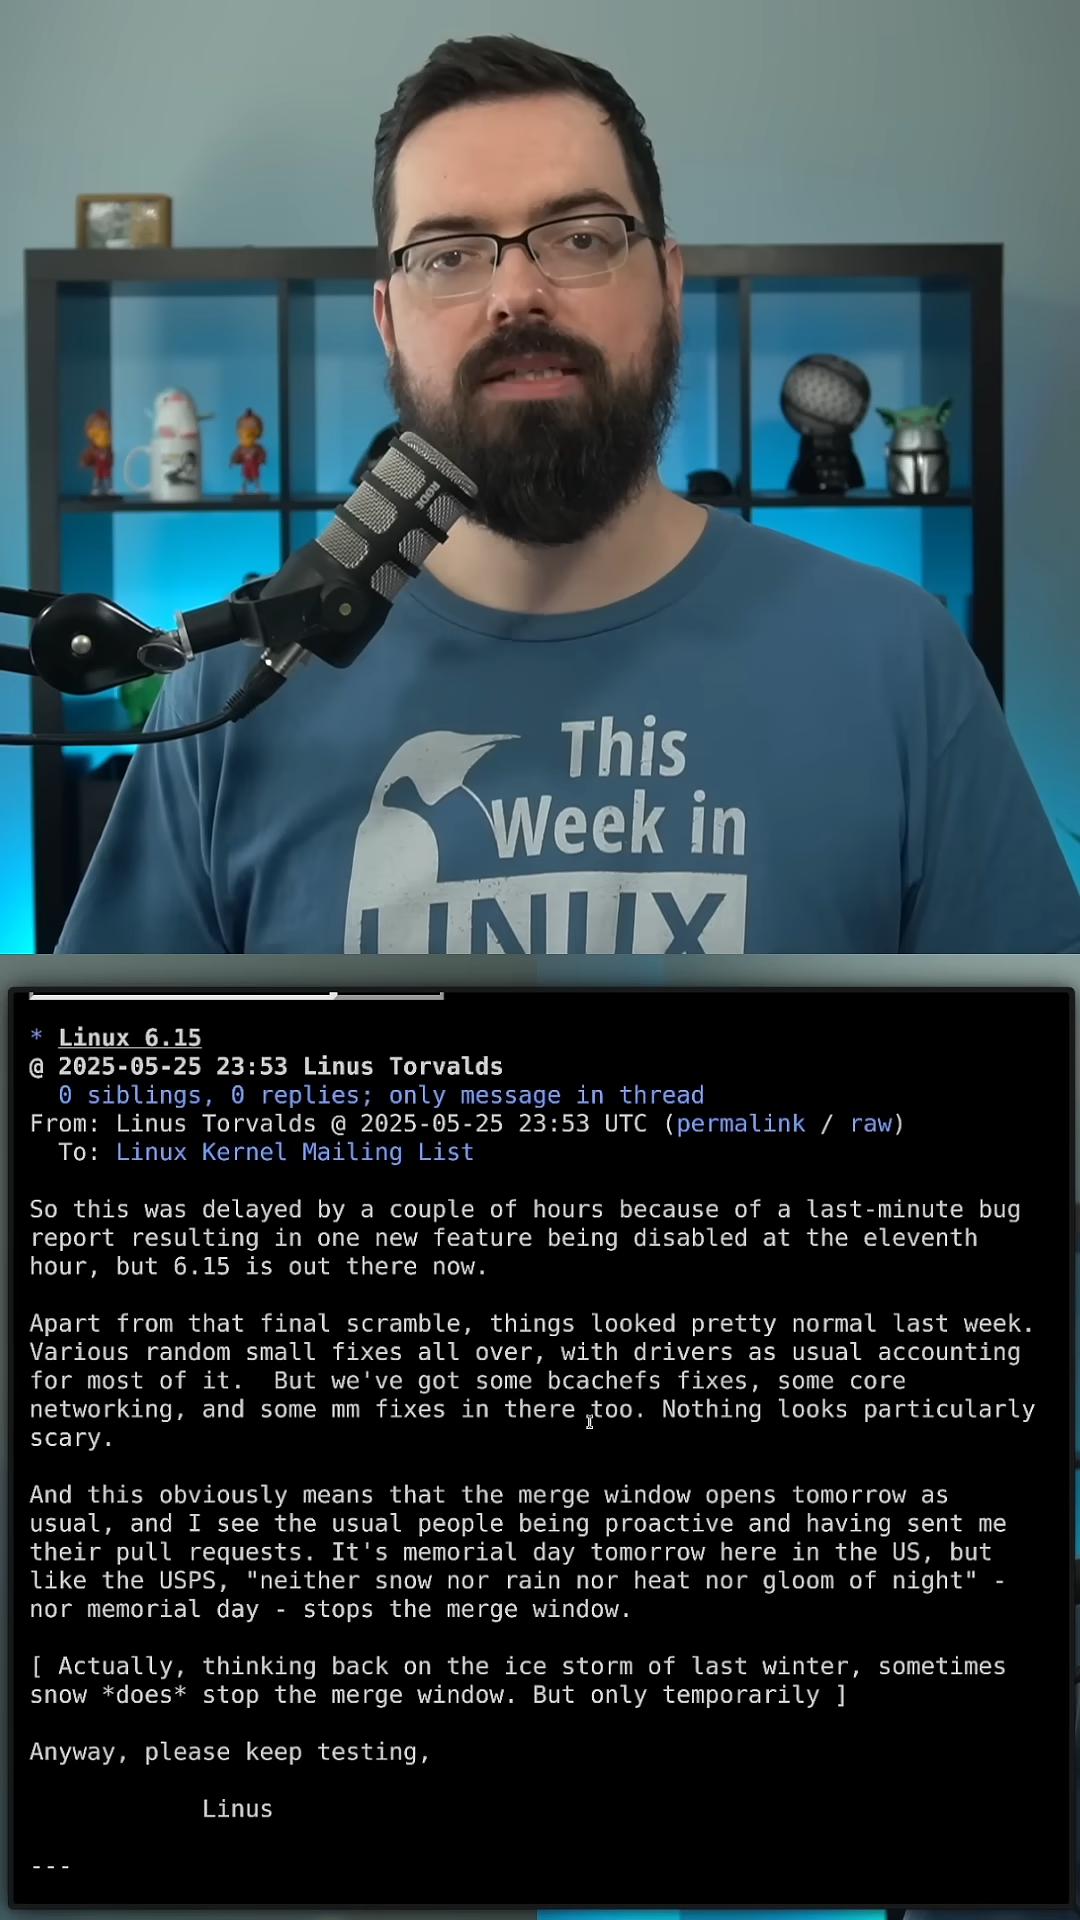 RØDE
This
Week in
LINUX
* Linux 6.15
@ 2025-05-25 23:53 Linus Torvalds
0 siblings, 0 replies; only message in thread
From: Linus Torvalds @ 2025-05-25 23:53 UTC (permalink / raw)
To: Linux Kernel Mailing List
So this was delayed by a couple of hours because of a last-minute bug
report resulting in one new feature being disabled at the eleventh
hour, but 6.15 is out there now.
Apart from that final scramble, things looked pretty normal last week.
Various random small fixes all over, with drivers as usual accounting
for most of it.  But we've got some bcachefs fixes, some core
networking, and some mm fixes in there too. Nothing looks particularly
scary.
And this obviously means that the merge window opens tomorrow as
usual, and I see the usual people being proactive and having sent me
their pull requests. It's memorial day tomorrow here in the US, but
like the USPS, "neither snow nor rain nor heat nor gloom of night" -
nor memorial day - stops the merge window.
[ Actually, thinking back on the ice storm of last winter, sometimes
snow *does* stop the merge window. But only temporarily ]
Anyway, please keep testing,
Linus
---